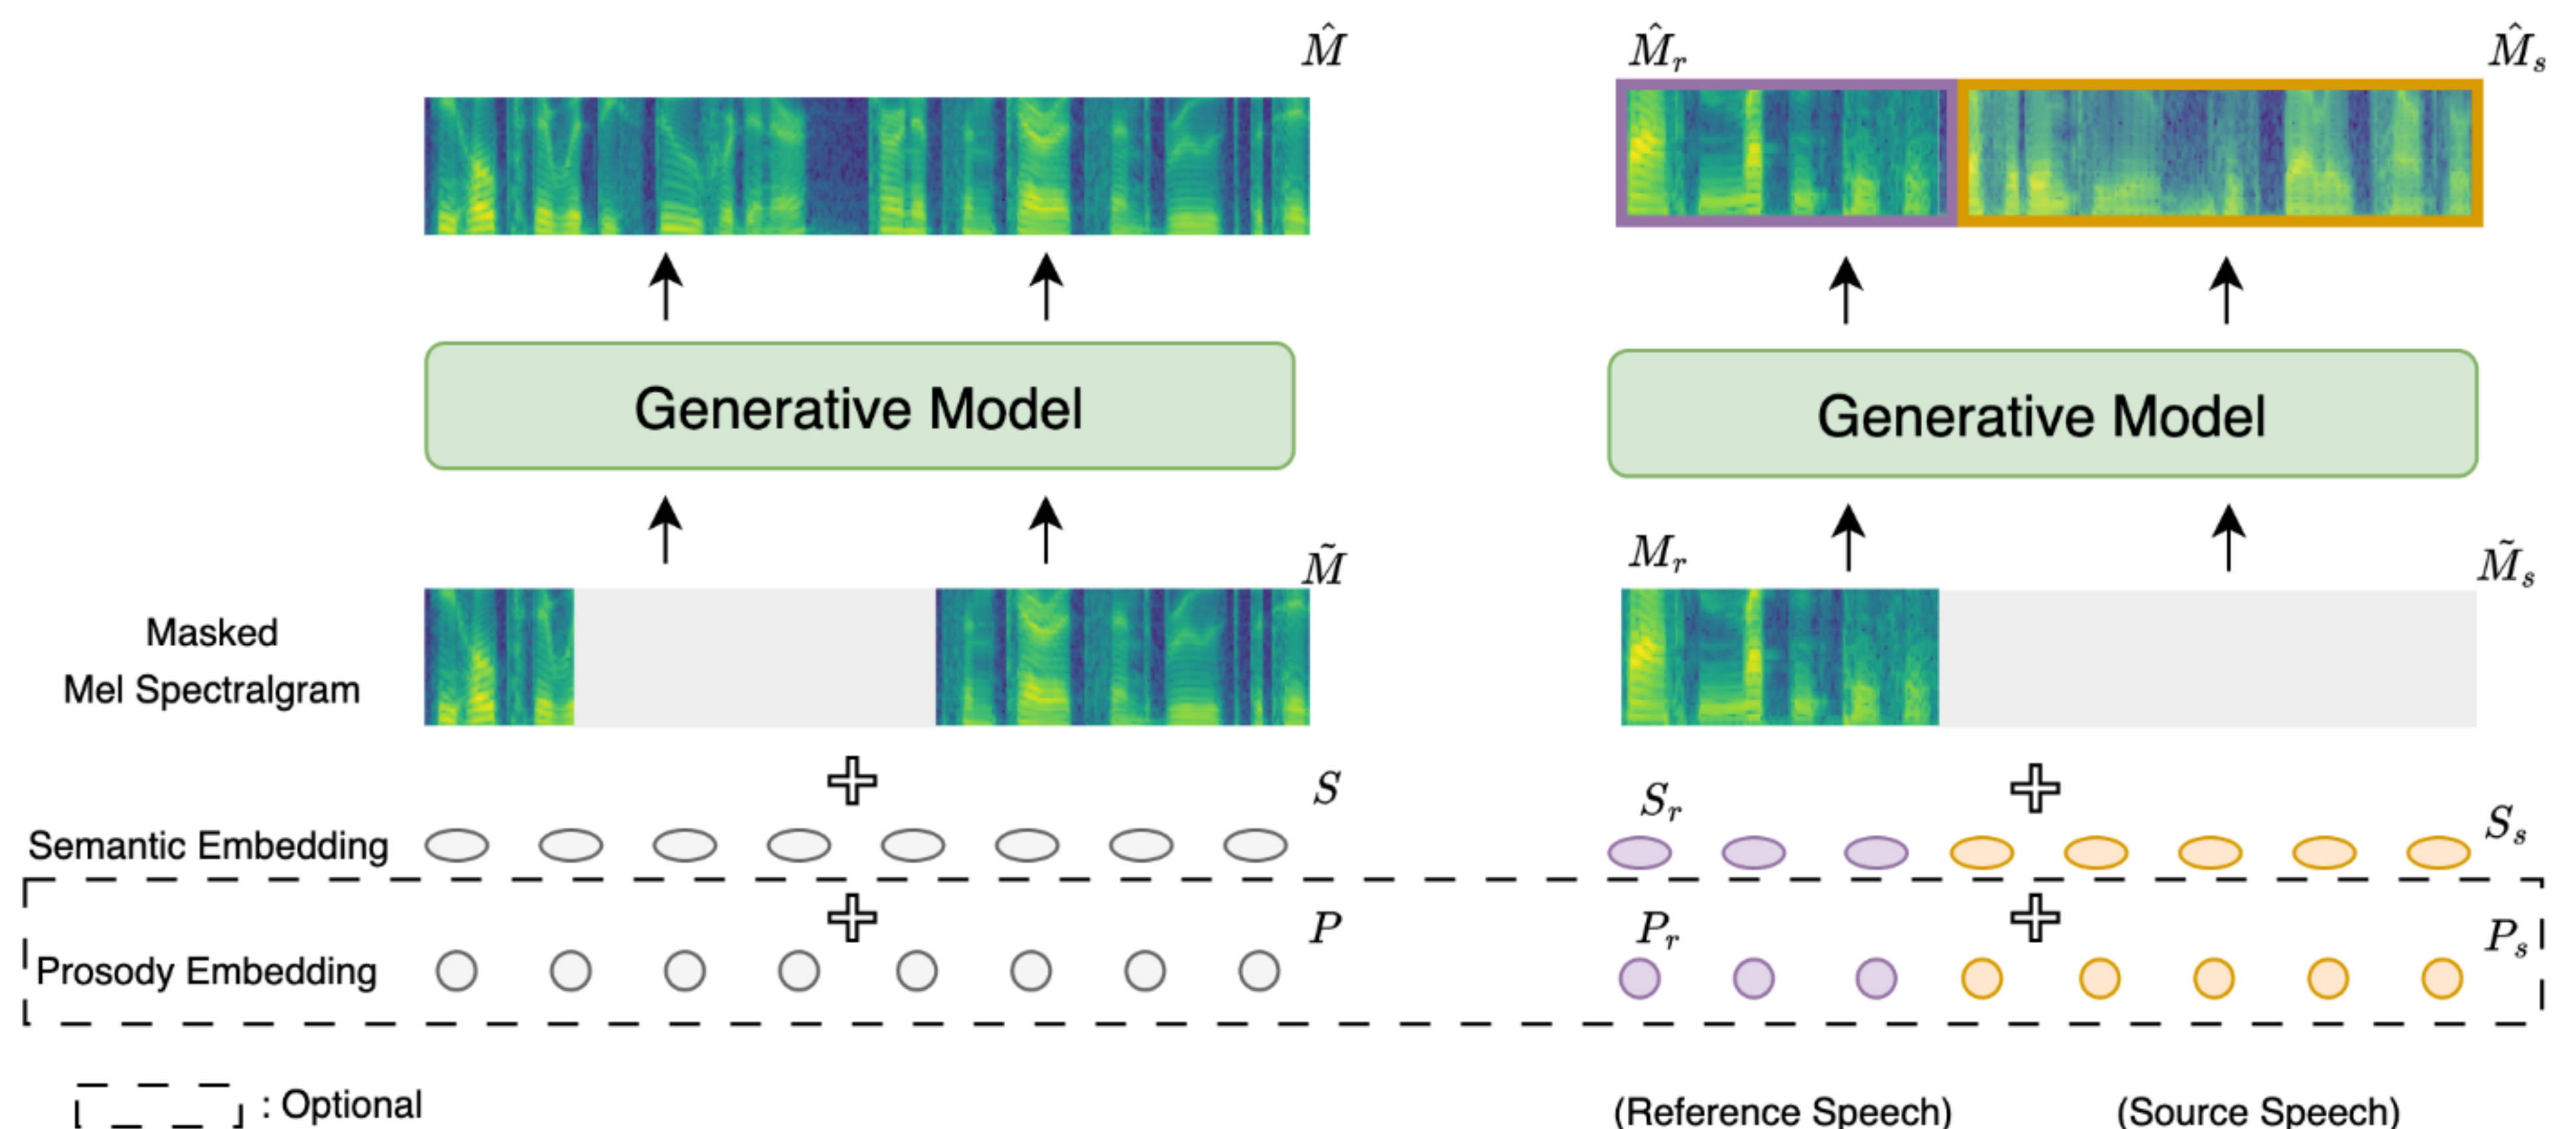 M̂
M̂_r
M̂_s
Generative Model
Generative Model
M̃
M_r
M̃_s
Masked
Mel Spectralgram
S
S_r
S_s
Semantic Embedding
P
P_r
P_s
Prosody Embedding
: Optional
(Reference Speech)
(Source Speech)